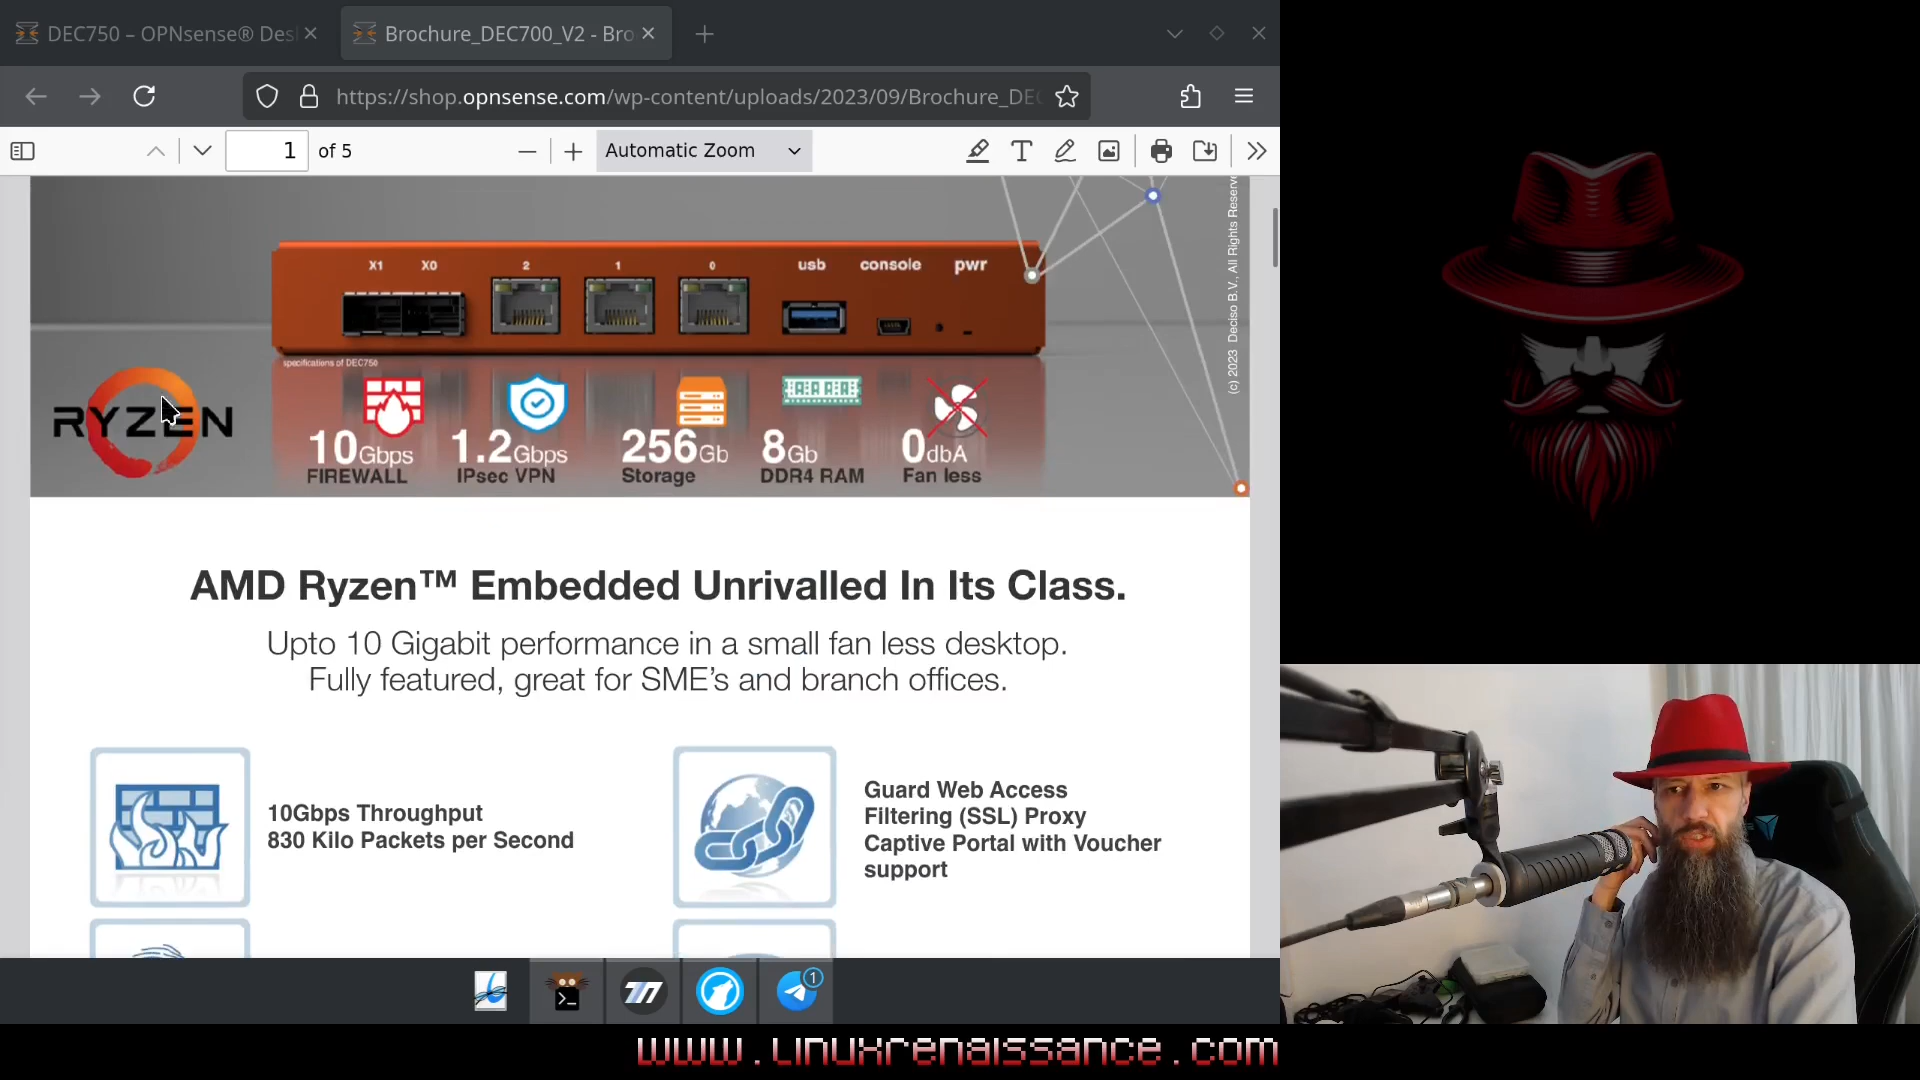 DEC750 – OPNsense® Des
Brochure_DEC700_V2 - Bro
https://shop.opnsense.com/wp-content/uploads/2023/09/Brochure_DEC
1 of 5
Automatic Zoom
(c) 2023 Deciso B.V., All Rights Reserve
X1 X0 2 1 0 usb console pwr
specifications of DEC750
RYZEN
10Gbps 1.2Gbps 256Gb 8Gb 0dbA
FIREWALL IPsec VPN Storage DDR4 RAM Fan less
AMD Ryzen™ Embedded Unrivalled In Its Class.
Upto 10 Gigabit performance in a small fan less desktop.
Fully featured, great for SME's and branch offices.
10Gbps Throughput
830 Kilo Packets per Second
Guard Web Access
Filtering (SSL) Proxy
Captive Portal with Voucher
support
1
www.linuxrenaissance.com